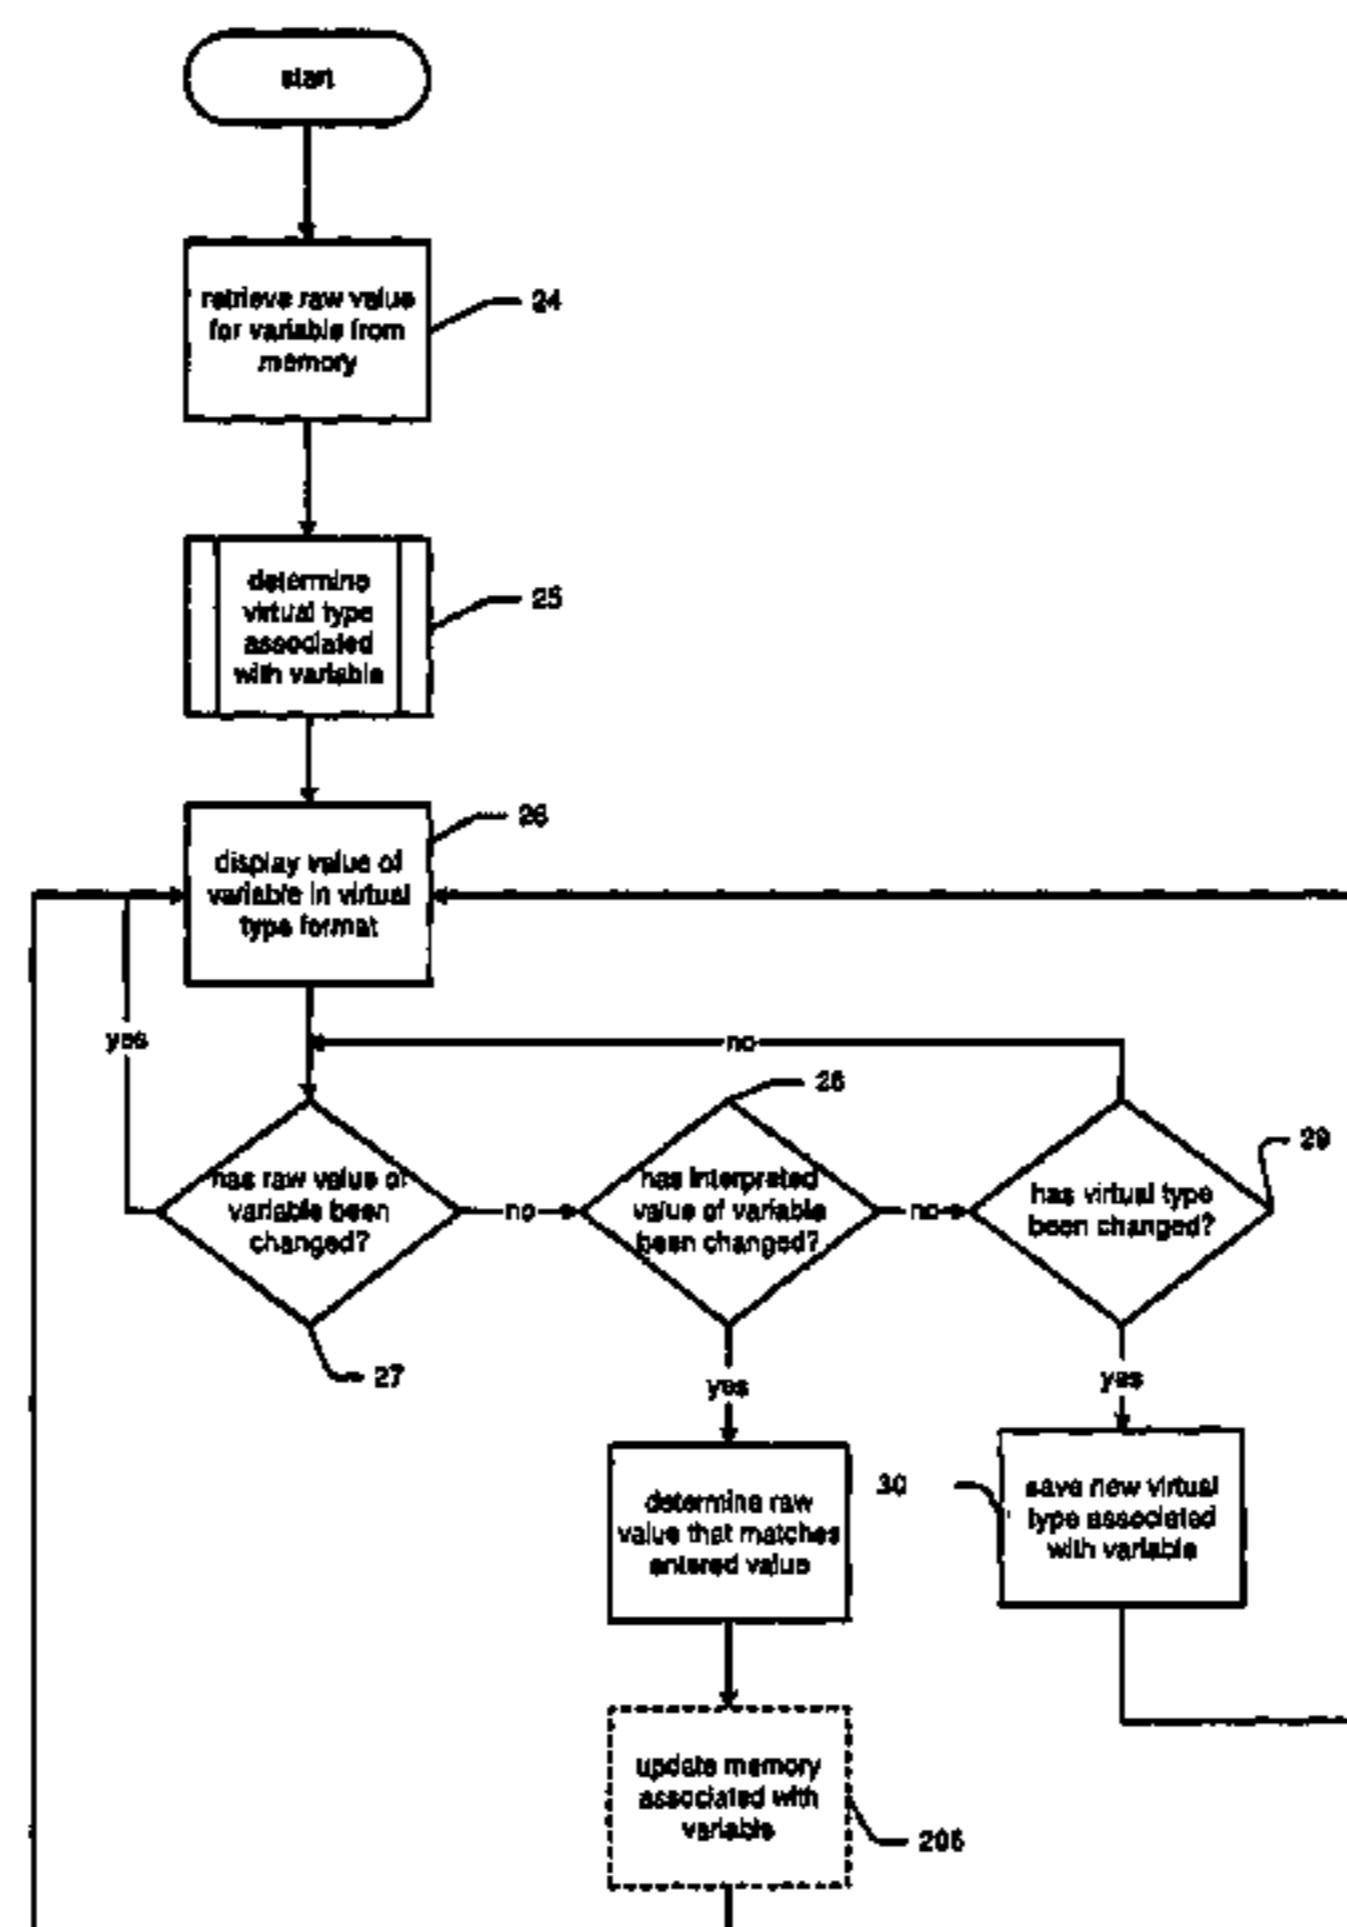 start
retrieve raw value
for variable from
memory
24
determine
virtual type
associated
with variable
25
26
display value of
variable in virtual
type format
yes
no
28
29
has raw value of
variable been
changed?
no
has interpreted
value of variable
been changed?
no
has virtual type
been changed?
27
yes
yes
determine raw
value that matches
entered value
30
save new virtual
type associated
with variable
update memory
associated with
variable